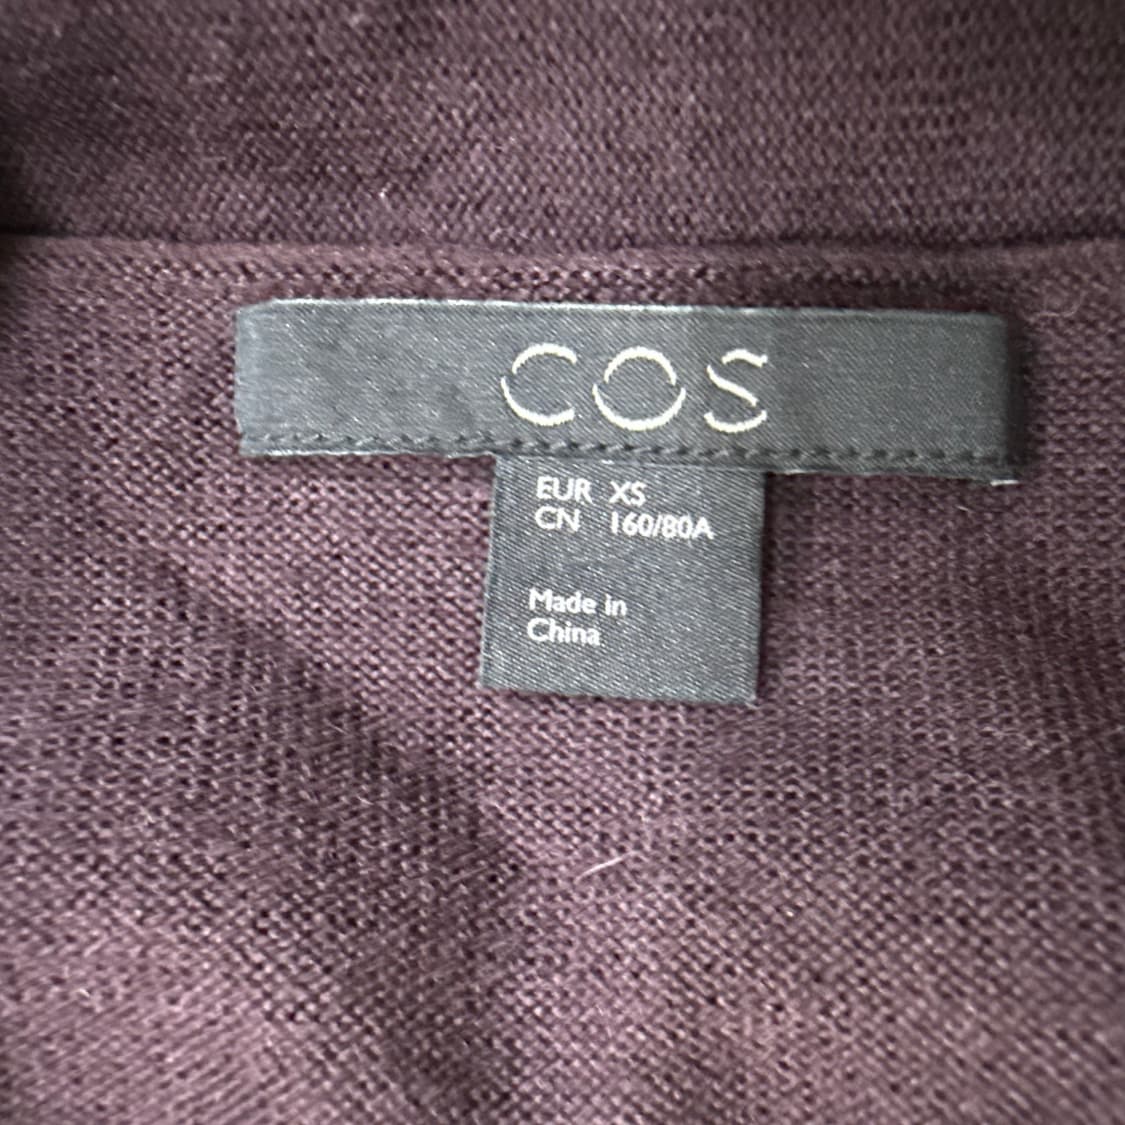 COS
EUR XS
CN 160/80A
Made in
China